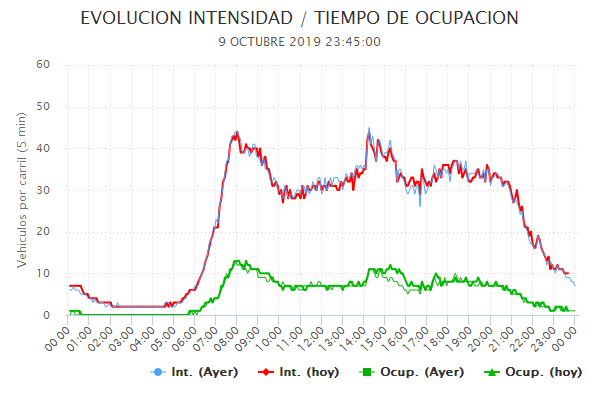 EVOLUCION INTENSIDAD / TIEMPO DE OCUPACION
9 OCTUBRE 2019 23:45:00
Vehiculos por carril (5 min)
60
50
40
30
20
10
0
00:00 01:00 02:00 03:00 04:00 05:00 06:00 07:00 08:00 09:00 10:00 11:00 12:00 13:00 14:00 15:00 16:00 17:00 18:00 19:00 20:00 21:00 22:00 23:00 00:00
Int. (Ayer) Int. (hoy) Ocup. (Ayer) Ocup. (hoy)